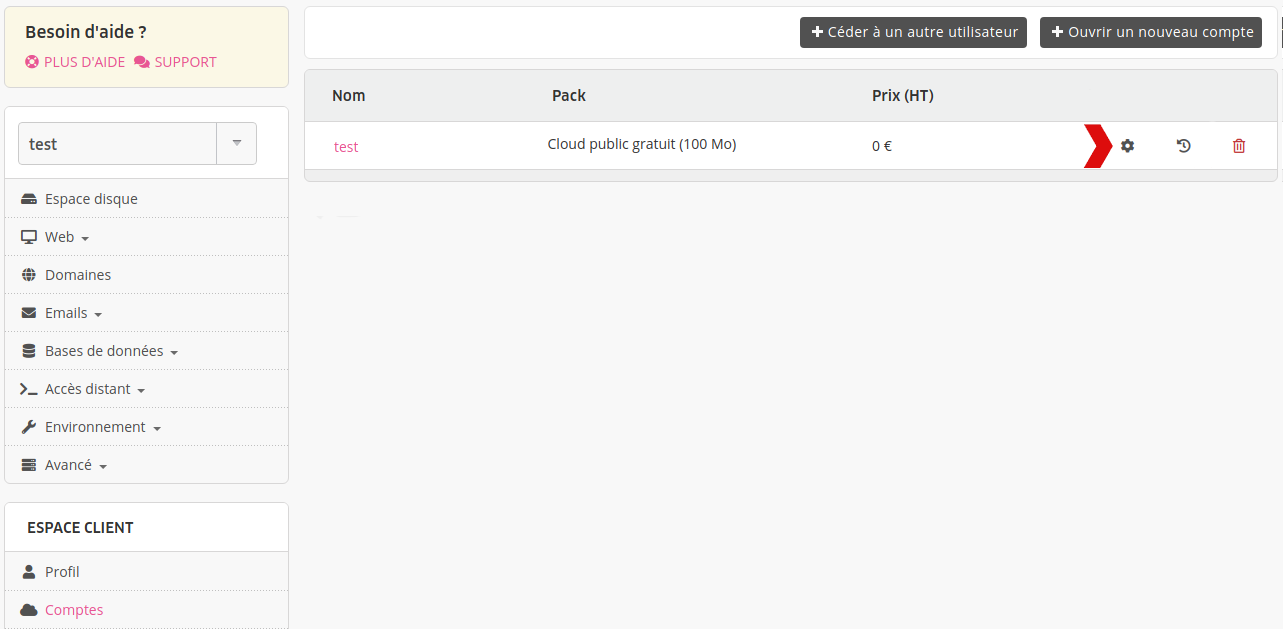 Besoin d'aide ?
PLUS D'AIDE SUPPORT
test
Espace disque
Web
Domaines
Emails
Bases de données
Accès distant
Environnement
Avancé
ESPACE CLIENT
Profil
Comptes
Céder à un autre utilisateur Ouvrir un nouveau compte
Nom Pack Prix (HT)
test Cloud public gratuit (100 Mo) 0 €